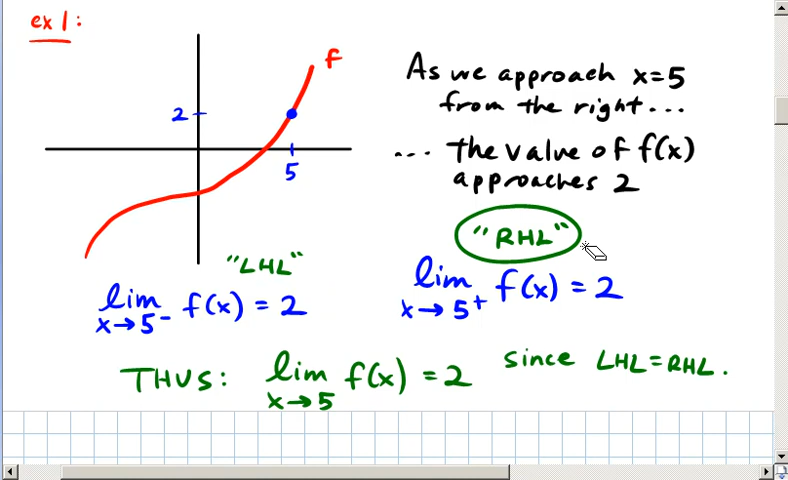 ex 1:
f
2
5
As we approach x=5
from the right...
... the value of f(x)
approaches 2
"RHL"
"LHL"
lim f(x) = 2
x→5⁻
lim f(x) = 2
x→5⁺
THUS: lim f(x) = 2 since LHL=RHL.
x→5